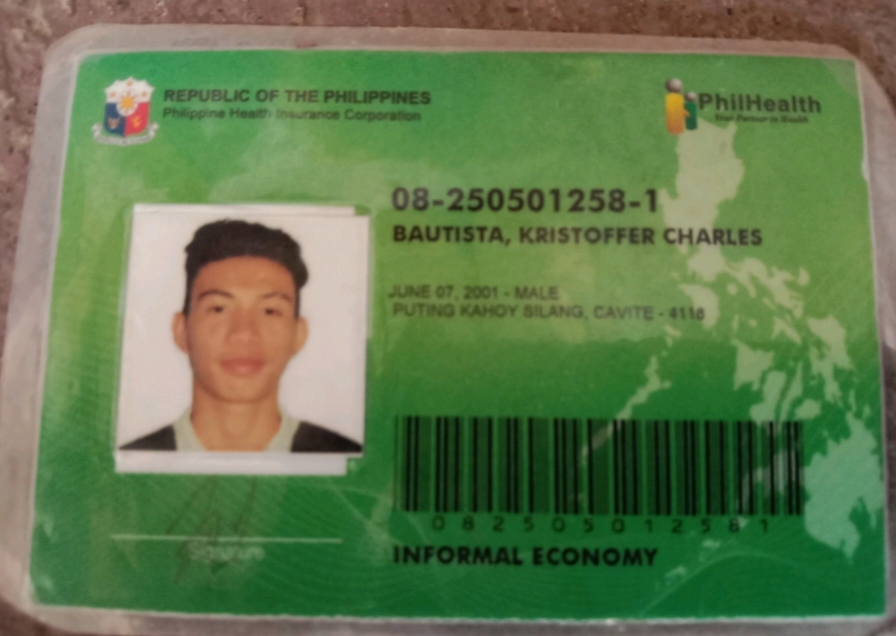 REPUBLIC OF THE PHILIPPINES
Philippine Health Insurance Corporation
PhilHealth
Your Partner in Health
08-250501258-1
BAUTISTA, KRISTOFFER CHARLES
JUNE 07, 2001 - MALE
PUTING KAHOY SILANG, CAVITE - 4118
082505012581
Signature
INFORMAL ECONOMY